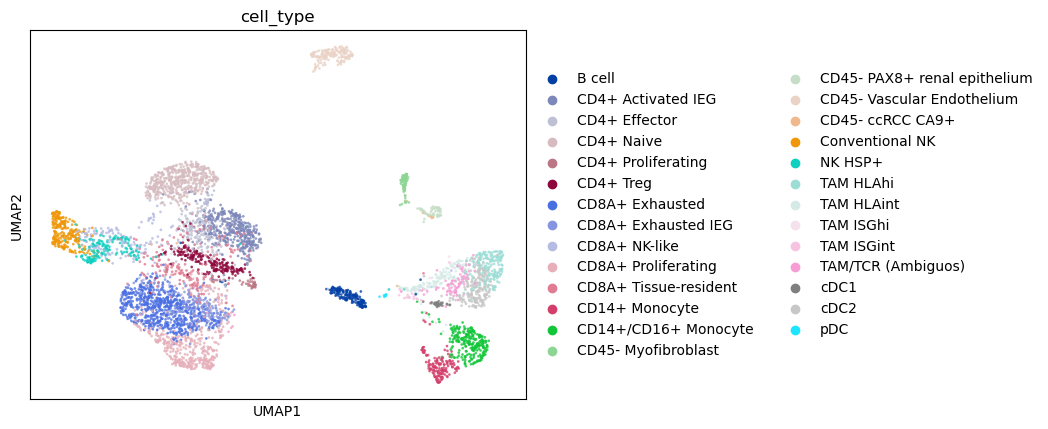 cell_type
UMAP2
UMAP1
B cell
CD4+ Activated IEG
CD4+ Effector
CD4+ Naive
CD4+ Proliferating
CD4+ Treg
CD8A+ Exhausted
CD8A+ Exhausted IEG
CD8A+ NK-like
CD8A+ Proliferating
CD8A+ Tissue-resident
CD14+ Monocyte
CD14+/CD16+ Monocyte
CD45- Myofibroblast
CD45- PAX8+ renal epithelium
CD45- Vascular Endothelium
CD45- ccRCC CA9+
Conventional NK
NK HSP+
TAM HLAhi
TAM HLAint
TAM ISGhi
TAM ISGint
TAM/TCR (Ambiguos)
cDC1
cDC2
pDC